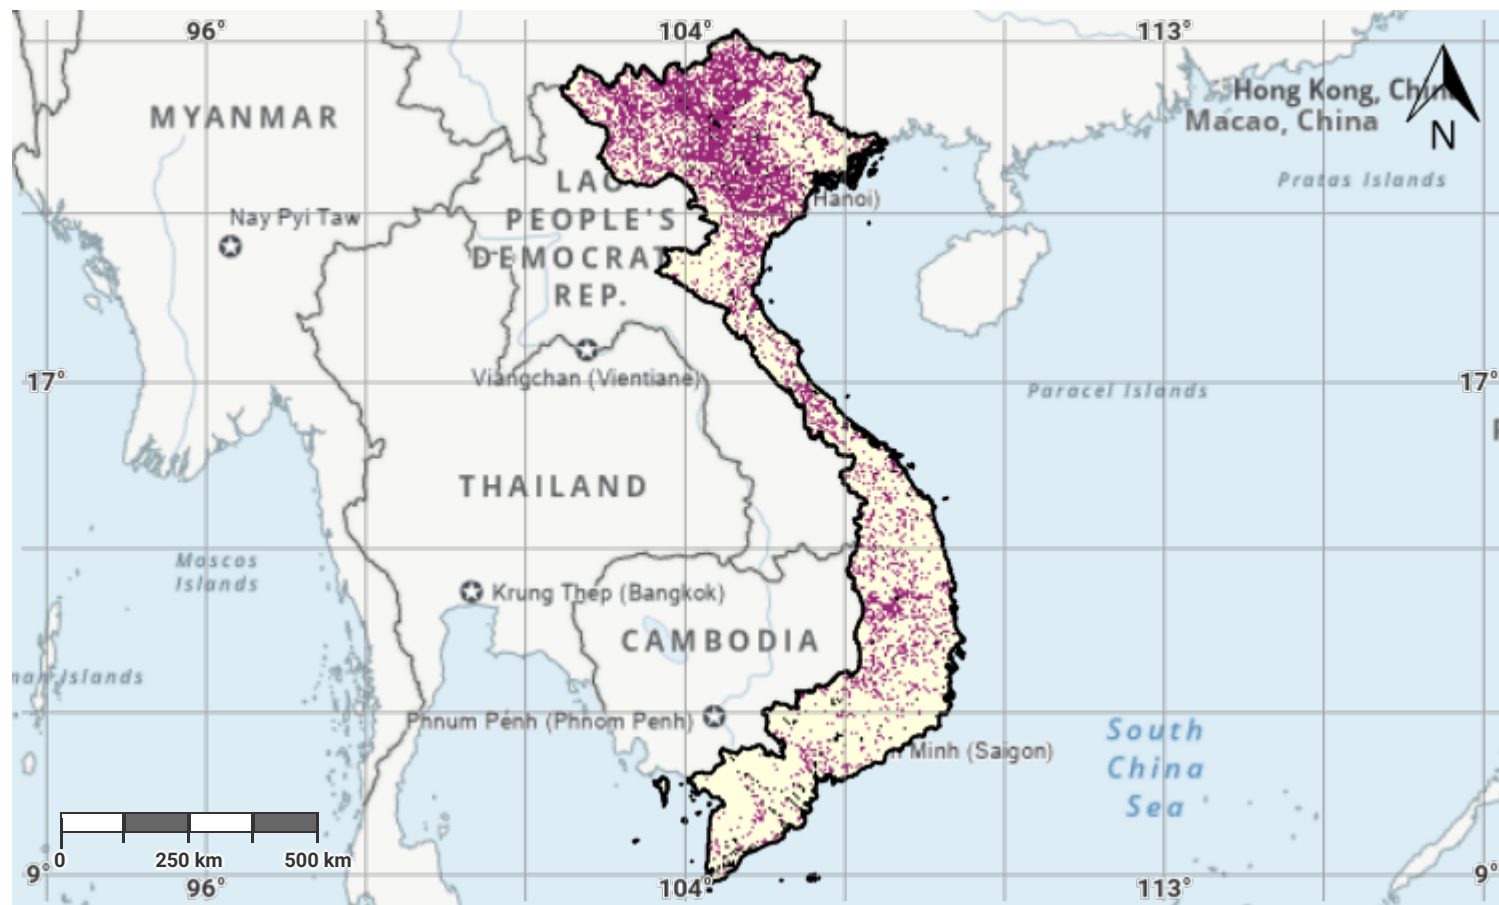 96°
104°
113°
Hong Kong, Chin
Macao, China
N
MYANMAR
Pratas Islands
LAO
PEOPLE'S
DEMOCRAT
REP.
Hanoi)
Nay Pyi Taw
Viangchan (Vientiane)
17°
17°
Paracel Islands
THAILAND
Moscos
Islands
Krung Thep (Bangkok)
CAMBODIA
Islands
Phnum Pénh (Phnom Penh)
Minh (Saigon)
South
China
Sea
0
250 km
500 km
9°
9°
96°
104°
113°